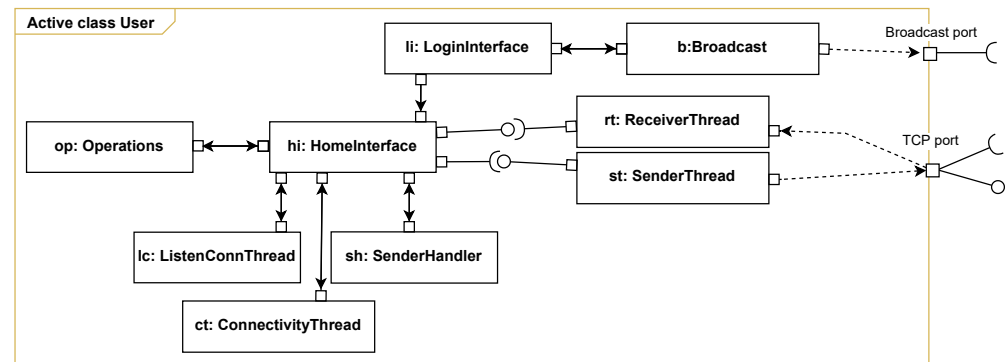 Active class User
Broadcast port
li: LoginInterface
b:Broadcast
rt: ReceiverThread
op: Operations
hi: HomeInterface
TCP port
st: SenderThread
lc: ListenConnThread
sh: SenderHandler
ct: ConnectivityThread